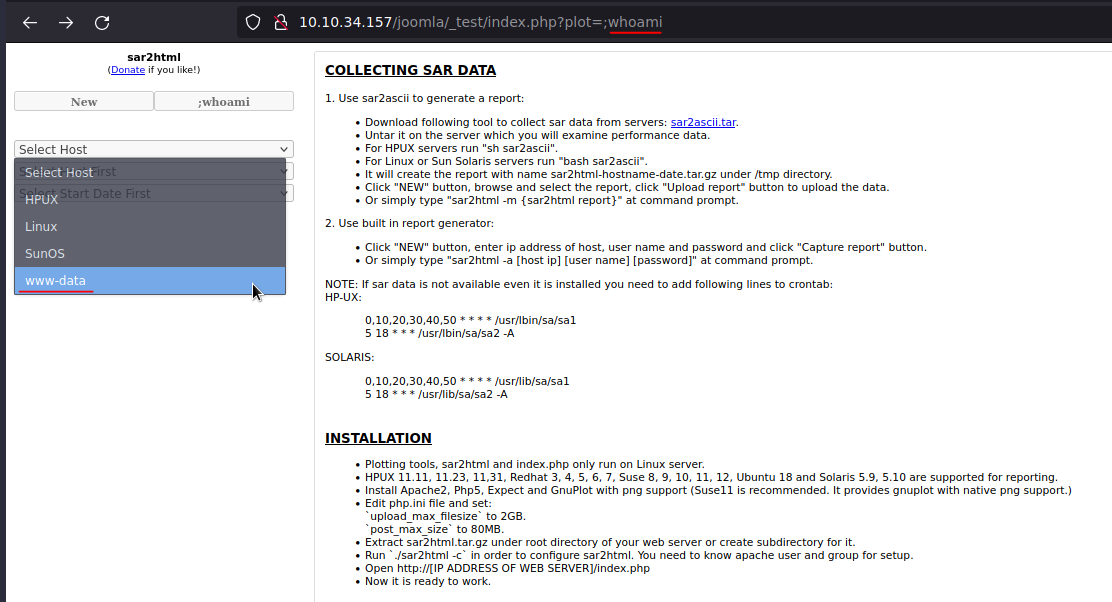 10.10.34.157/joomla/_test/index.php?plot=;whoami
sar2html
(Donate if you like!)
New
;whoami
Select Host
Select Host
HPUX
Linux
SunOS
www-data
First
Select Start Date First
COLLECTING SAR DATA
1. Use sar2ascii to generate a report:
• Download following tool to collect sar data from servers: sar2ascii.tar.
• Untar it on the server which you will examine performance data.
• For HPUX servers run "sh sar2ascii".
• For Linux or Sun Solaris servers run "bash sar2ascii".
• It will create the report with name sar2html-hostname-date.tar.gz under /tmp directory.
• Click "NEW" button, browse and select the report, click "Upload report" button to upload the data.
• Or simply type "sar2html -m {sar2html report}" at command prompt.
2. Use built in report generator:
• Click "NEW" button, enter ip address of host, user name and password and click "Capture report" button.
• Or simply type "sar2html -a [host ip] [user name] [password]" at command prompt.
NOTE: If sar data is not available even it is installed you need to add following lines to crontab:
HP-UX:
0,10,20,30,40,50 * * * * /usr/lbin/sa/sa1
5 18 * * * /usr/lbin/sa/sa2 -A
SOLARIS:
0,10,20,30,40,50 * * * * /usr/lib/sa/sa1
5 18 * * * /usr/lib/sa/sa2 -A
INSTALLATION
• Plotting tools, sar2html and index.php only run on Linux server.
• HPUX 11.11, 11.23, 11,31, Redhat 3, 4, 5, 6, 7, Suse 8, 9, 10, 11, 12, Ubuntu 18 and Solaris 5.9, 5.10 are supported for reporting.
• Install Apache2, Php5, Expect and GnuPlot with png support (Suse11 is recommended. It provides gnuplot with native png support.)
• Edit php.ini file and set:
`upload_max_filesize` to 2GB.
`post_max_size` to 80MB.
• Extract sar2html.tar.gz under root directory of your web server or create subdirectory for it.
• Run `./sar2html -c` in order to configure sar2html. You need to know apache user and group for setup.
• Open http://[IP ADDRESS OF WEB SERVER]/index.php
• Now it is ready to work.